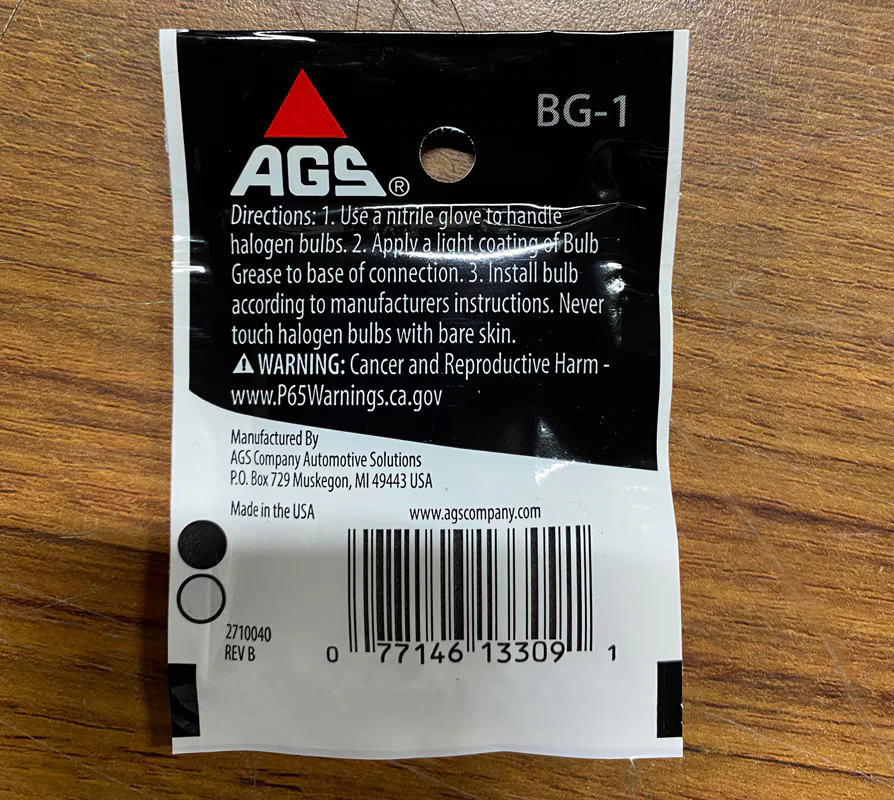 BG-1
AGS®
Directions: 1. Use a nitrile glove to handle
halogen bulbs. 2. Apply a light coating of Bulb
Grease to base of connection. 3. Install bulb
according to manufacturers instructions. Never
touch halogen bulbs with bare skin.
⚠ WARNING: Cancer and Reproductive Harm -
www.P65Warnings.ca.gov
Manufactured By
AGS Company Automotive Solutions
P.O. Box 729 Muskegon, MI 49443 USA
Made in the USA www.agscompany.com
2710040
REV B
0 77146 13309 1